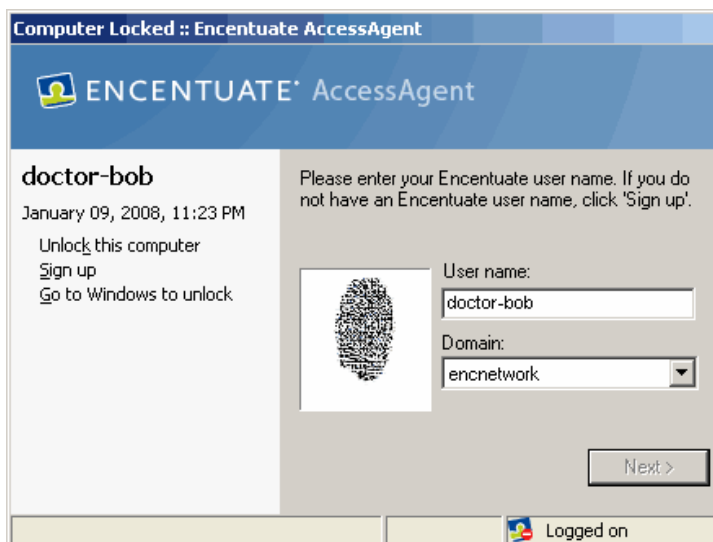 Computer Locked :: Encentuate AccessAgent
ENCENTUATE® AccessAgent
doctor-bob
January 09, 2008, 11:23 PM
Unlock this computer
Sign up
Go to Windows to unlock
Please enter your Encentuate user name. If you do
not have an Encentuate user name, click 'Sign up'.
User name:
doctor-bob
Domain:
encnetwork
Next >
Logged on